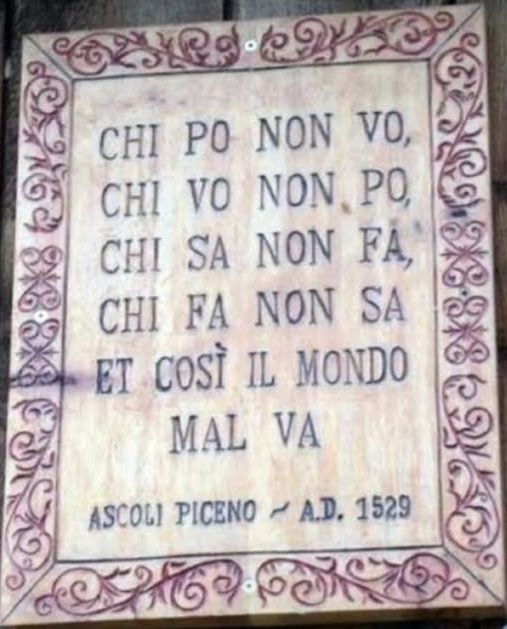 CHI PO NON VO,
CHI VO NON PO,
CHI SA NON FA,
CHI FA NON SA
ET COSÌ IL MONDO
MAL VA
ASCOLI PICENO ~ A.D. 1529